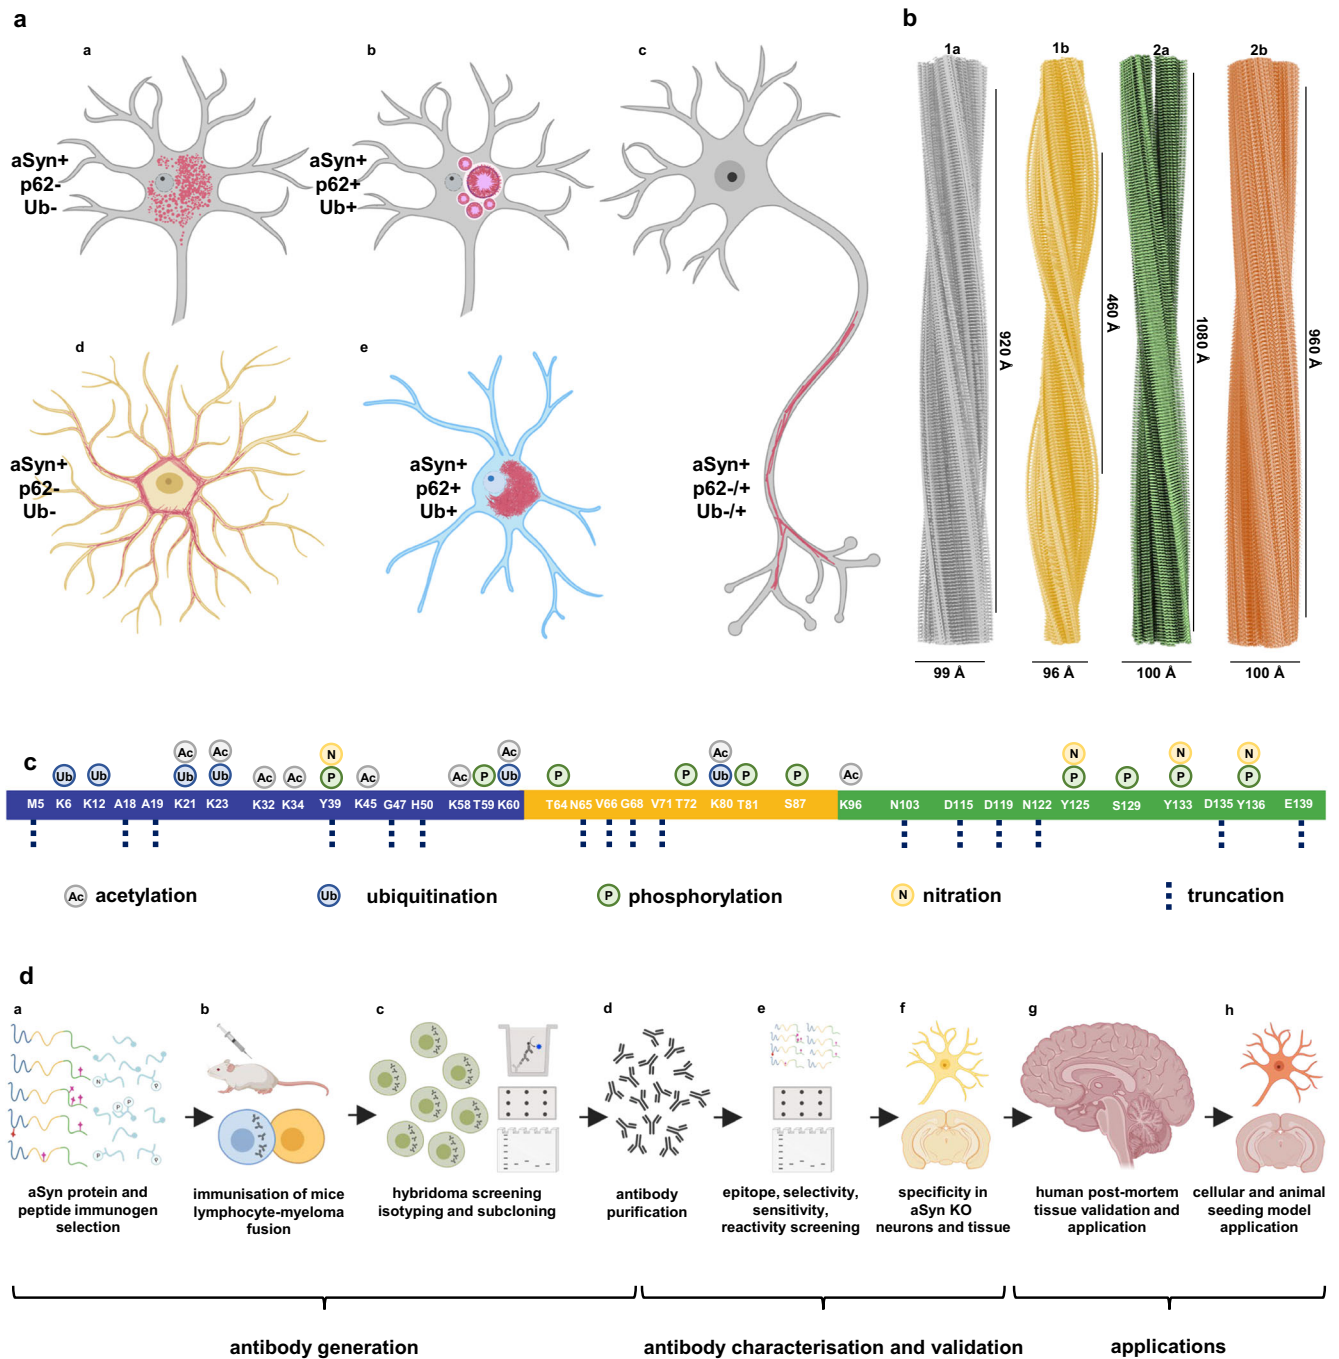 a
a
aSyn+
p62-
Ub-
b
aSyn+
p62+
Ub+
c
aSyn+
p62-/+
Ub-/+
d
aSyn+
p62-
Ub-
e
aSyn+
p62+
Ub+
b
1a
1b
2a
2b
920 Å
460 Å
1080 Å
960 Å
99 Å
96 Å
100 Å
100 Å
c
Ac Ac N Ac Ac N N N
Ub Ub Ub Ub Ac Ac P Ac Ac P Ub P P Ub P P Ac P P P P
M5 K6 K12 A18 A19 K21 K23 K32 K34 Y39 K45 G47 H50 K58 T59 K60 T64 N65 V66 G68 V71 T72 K80 T81 S87 K96 N103 D115 D119 N122 Y125 S129 Y133 D135 Y136 E139
Ac acetylation
Ub ubiquitination
P phosphorylation
N nitration
truncation
d
a
N
P
P P
P
P
aSyn protein and
peptide immunogen
selection
b
immunisation of mice
lymphocyte-myeloma
fusion
c
hybridoma screening
isotyping and subcloning
d
antibody
purification
e
epitope, selectivity,
sensitivity,
reactivity screening
f
specificity in
aSyn KO
neurons and tissue
g
human post-mortem
tissue validation and
application
h
cellular and animal
seeding model
application
antibody generation
antibody characterisation and validation
applications